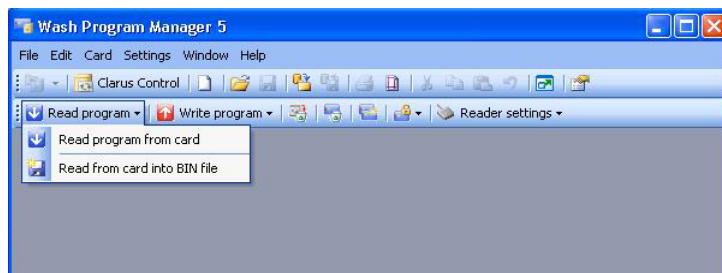 Wash Program Manager 5
File Edit Card Settings Window Help
Clarus Control
Read program Write program Reader settings
Read program from card
Read from card into BIN file